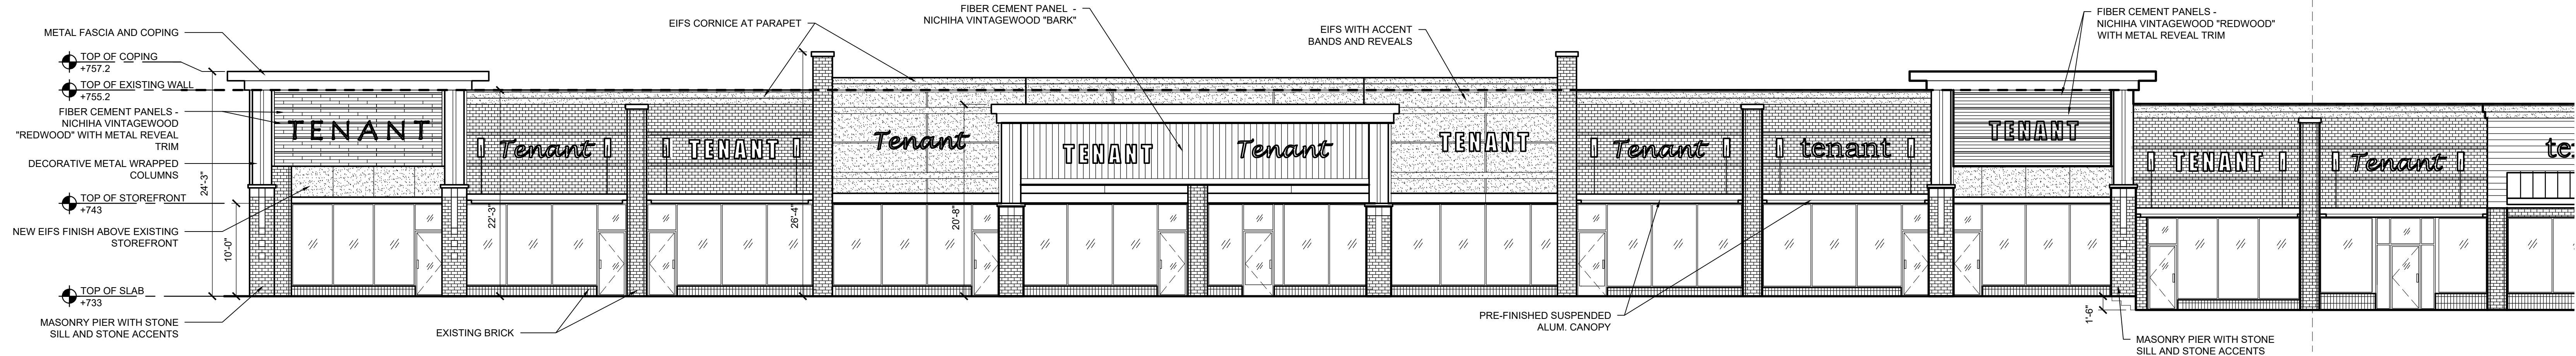 METAL FASCIA AND COPING
TOP OF COPING
+757.2
TOP OF EXISTING WALL
+755.2
FIBER CEMENT PANELS -
NICHIHA VINTAGEWOOD
"REDWOOD" WITH METAL REVEAL
TRIM
DECORATIVE METAL WRAPPED
COLUMNS
24'-3"
TOP OF STOREFRONT
+743
NEW EIFS FINISH ABOVE EXISTING
STOREFRONT
10'-0"
TOP OF SLAB
+733
MASONRY PIER WITH STONE
SILL AND STONE ACCENTS
EXISTING BRICK
EIFS CORNICE AT PARAPET
FIBER CEMENT PANEL -
NICHIHA VINTAGEWOOD "BARK"
EIFS WITH ACCENT
BANDS AND REVEALS
FIBER CEMENT PANELS -
NICHIHA VINTAGEWOOD "REDWOOD"
WITH METAL REVEAL TRIM
TENANT
Tenant
TENANT
Tenant
TENANT
Tenant
TENANT
Tenant
tenant
TENANT
TENANT
Tenant
te
22'-3"
26'-4"
20'-8"
PRE-FINISHED SUSPENDED
ALUM. CANOPY
1'-6"
MASONRY PIER WITH STONE
SILL AND STONE ACCENTS